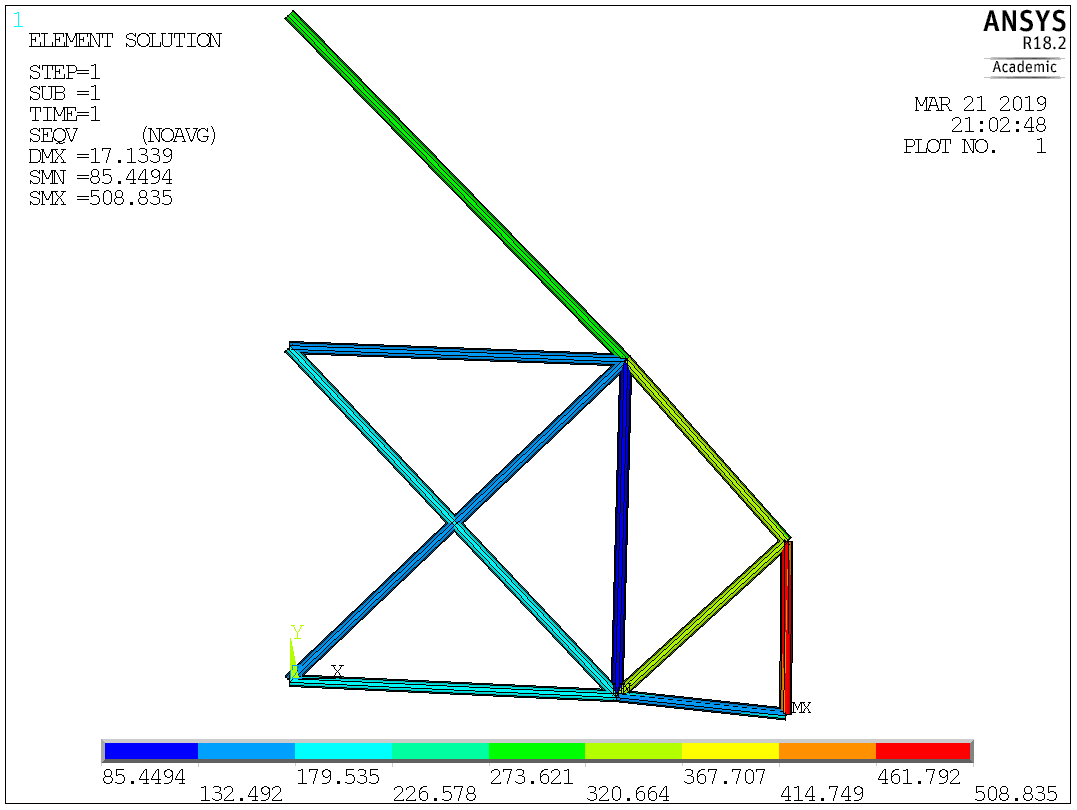 1
ELEMENT SOLUTION
STEP=1
SUB =1
TIME=1
SEQV (NOAVG)
DMX =17.1339
SMN =85.4494
SMX =508.835
ANSYS
R18.2
Academic
MAR 21 2019
21:02:48
PLOT NO. 1
Y
X
MX
85.4494
132.492
179.535
226.578
273.621
320.664
367.707
414.749
461.792
508.835